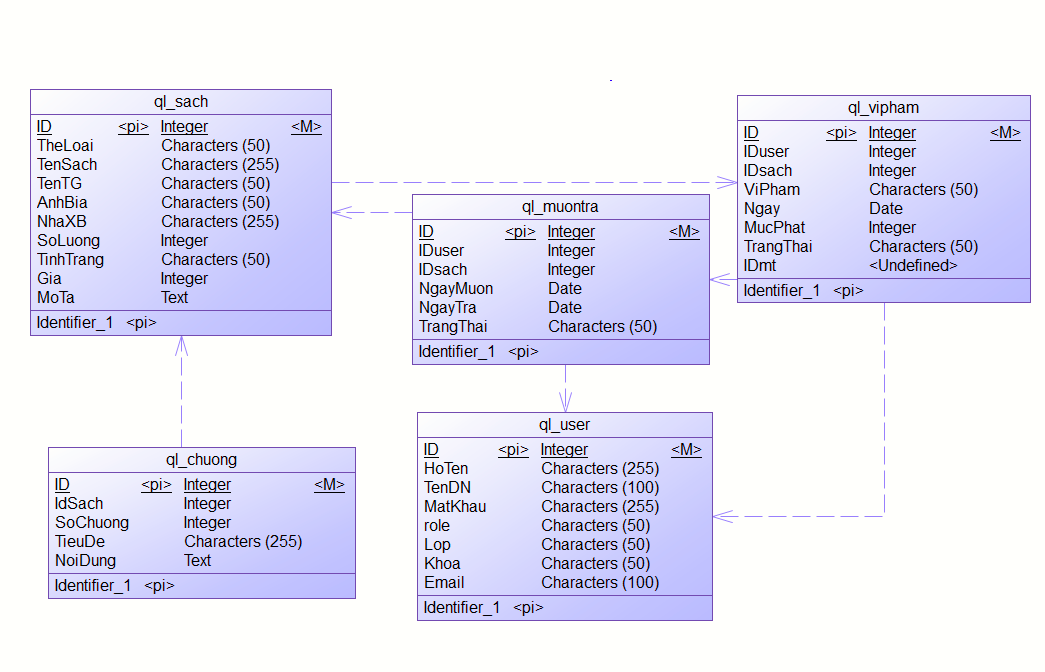 ql_sach
ID <pi> Integer <M>
TheLoai Characters (50)
TenSach Characters (255)
TenTG Characters (50)
AnhBia Characters (50)
NhaXB Characters (255)
SoLuong Integer
TinhTrang Characters (50)
Gia Integer
MoTa Text
Identifier_1 <pi>
ql_muontra
ID <pi> Integer <M>
IDuser Integer
IDsach Integer
NgayMuon Date
NgayTra Date
TrangThai Characters (50)
Identifier_1 <pi>
ql_vipham
ID <pi> Integer <M>
IDuser Integer
IDsach Integer
ViPham Characters (50)
Ngay Date
MucPhat Integer
TrangThai Characters (50)
IDmt <Undefined>
Identifier_1 <pi>
ql_chuong
ID <pi> Integer <M>
IdSach Integer
SoChuong Integer
TieuDe Characters (255)
NoiDung Text
Identifier_1 <pi>
ql_user
ID <pi> Integer <M>
HoTen Characters (255)
TenDN Characters (100)
MatKhau Characters (255)
role Characters (50)
Lop Characters (50)
Khoa Characters (50)
Email Characters (100)
Identifier_1 <pi>